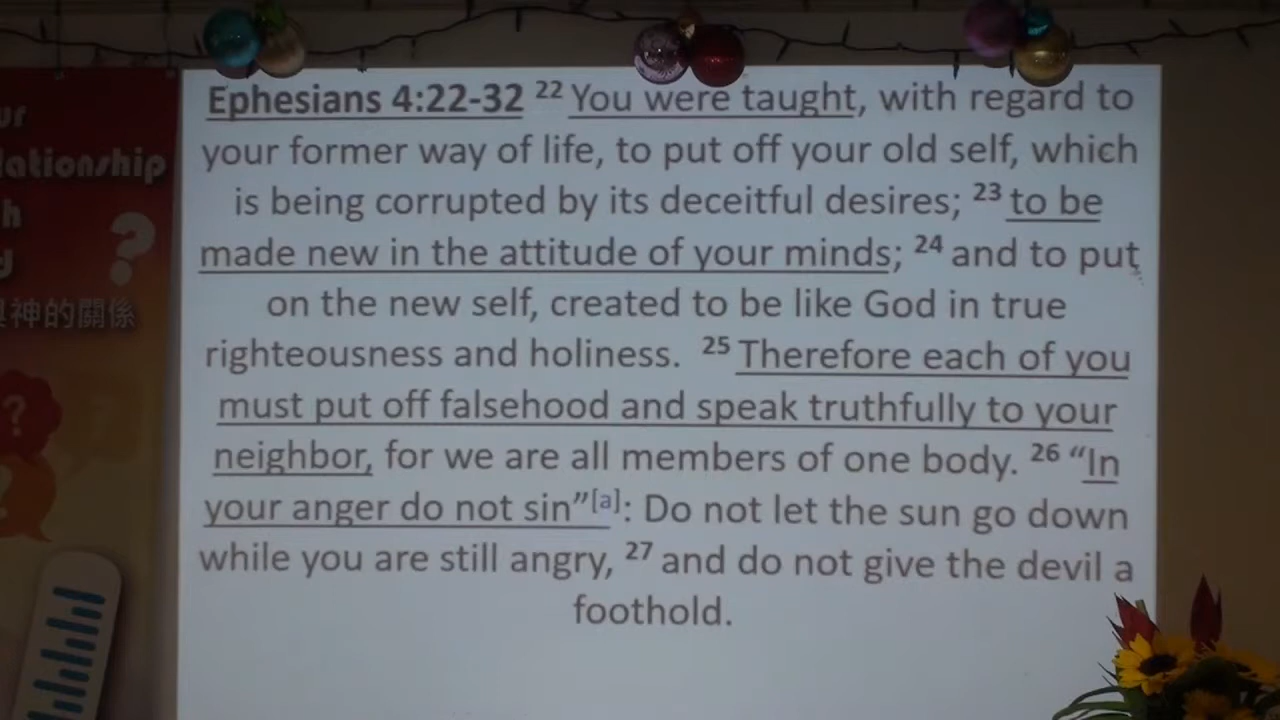 Ephesians 4:22-32 22 You were taught, with regard to
your former way of life, to put off your old self, which
is being corrupted by its deceitful desires; 23 to be
made new in the attitude of your minds; 24 and to put
on the new self, created to be like God in true
righteousness and holiness. 25 Therefore each of you
must put off falsehood and speak truthfully to your
neighbor, for we are all members of one body. 26 “In
your anger do not sin”[a]: Do not let the sun go down
while you are still angry, 27 and do not give the devil a
foothold.
ur
lationship
h
d
?
與神的關係
?